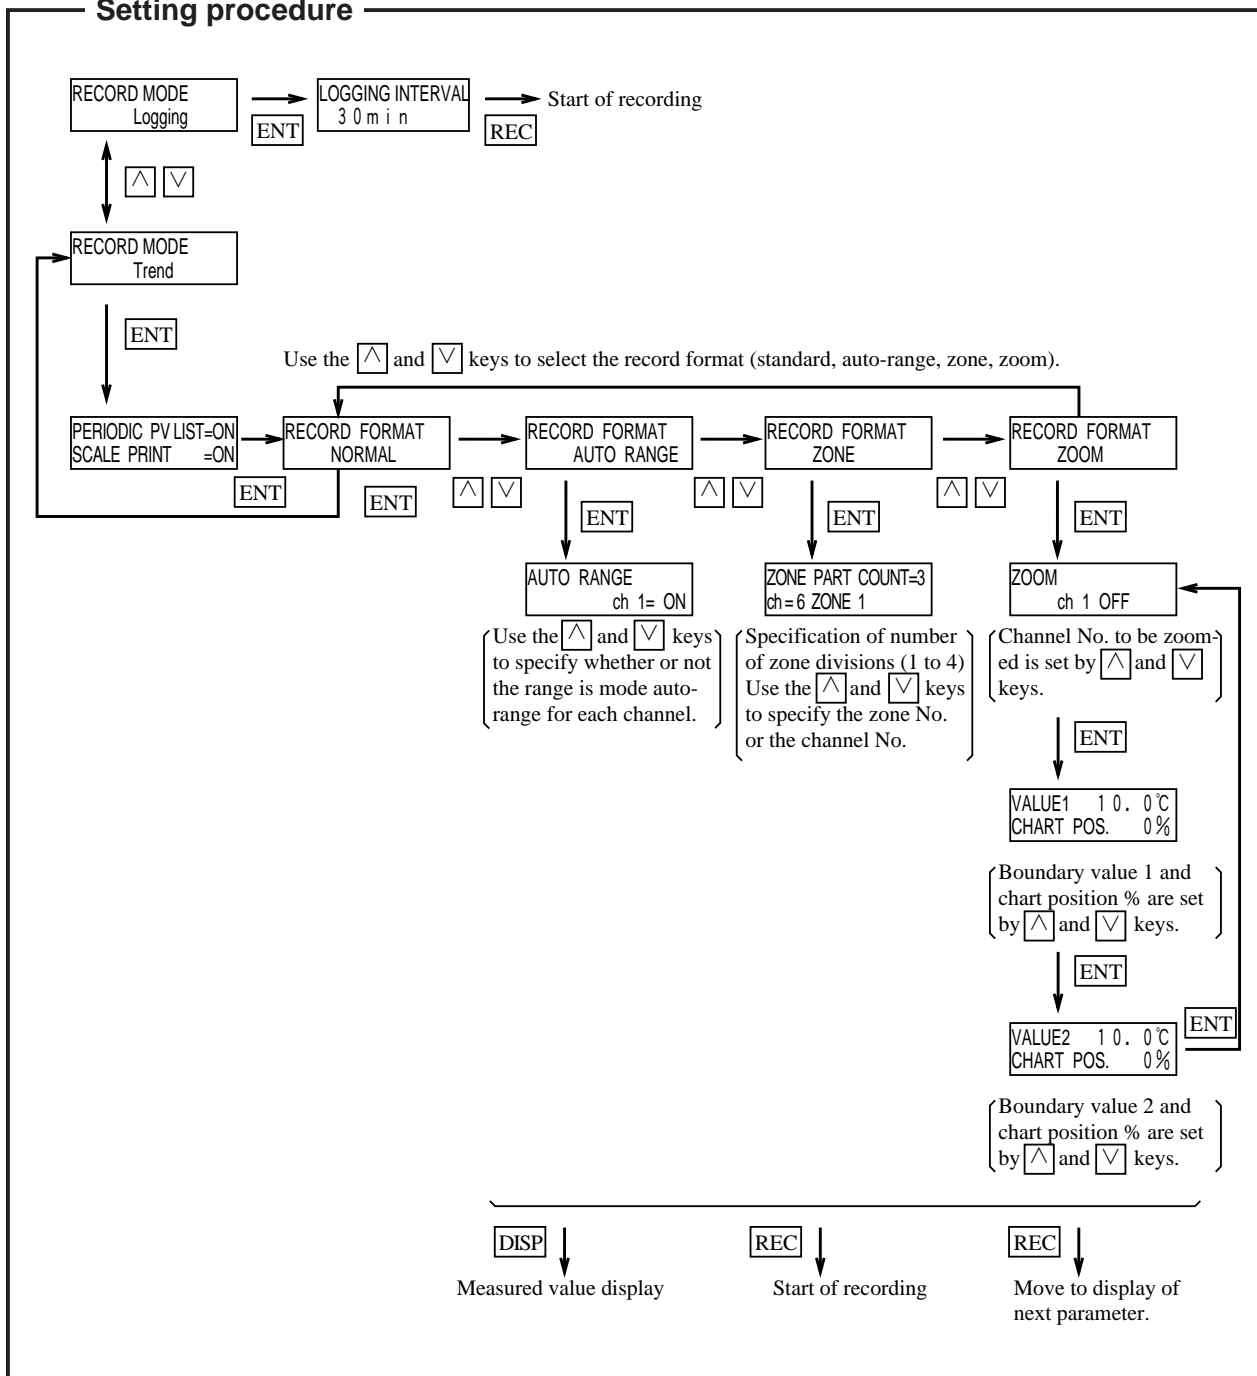 Setting procedure
RECORD MODE
Logging
ENT
LOGGING INTERVAL
30min
REC
Start of recording
∧ ∨
RECORD MODE
Trend
ENT
Use the ∧ and ∨ keys to select the record format (standard, auto-range, zone, zoom).
PERIODIC PV LIST=ON
SCALE PRINT =ON
ENT
RECORD FORMAT
NORMAL
ENT
∧ ∨
RECORD FORMAT
AUTO RANGE
∧ ∨
RECORD FORMAT
ZONE
∧ ∨
RECORD FORMAT
ZOOM
ENT
ENT
ENT
AUTO RANGE
ch 1= ON
Use the ∧ and ∨ keys
to specify whether or not
the range is mode auto-
range for each channel.
ZONE PART COUNT=3
ch=6 ZONE 1
Specification of number
of zone divisions (1 to 4)
Use the ∧ and ∨ keys
to specify the zone No.
or the channel No.
ZOOM
ch 1 OFF
Channel No. to be zoom-
ed is set by ∧ and ∨
keys.
ENT
VALUE1 10. 0℃
CHART POS. 0%
Boundary value 1 and
chart position % are set
by ∧ and ∨ keys.
ENT
VALUE2 10. 0℃
CHART POS. 0%
ENT
Boundary value 2 and
chart position % are set
by ∧ and ∨ keys.
DISP
Measured value display
REC
Start of recording
REC
Move to display of
next parameter.